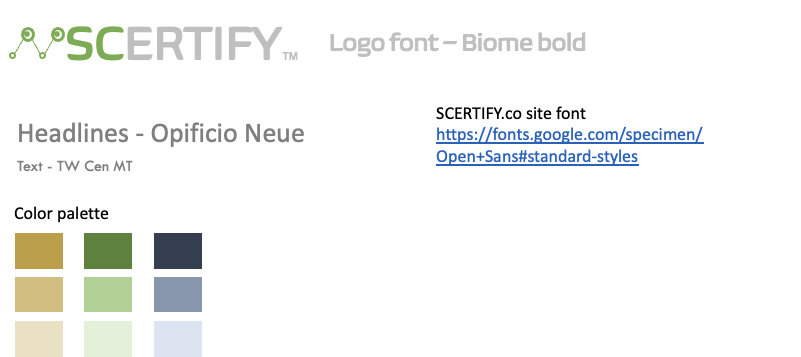 SCERTIFY™
Logo font – Biome bold
SCERTIFY.co site font
https://fonts.google.com/specimen/
Open+Sans#standard-styles
Headlines - Opificio Neue
Text - TW Cen MT
Color palette